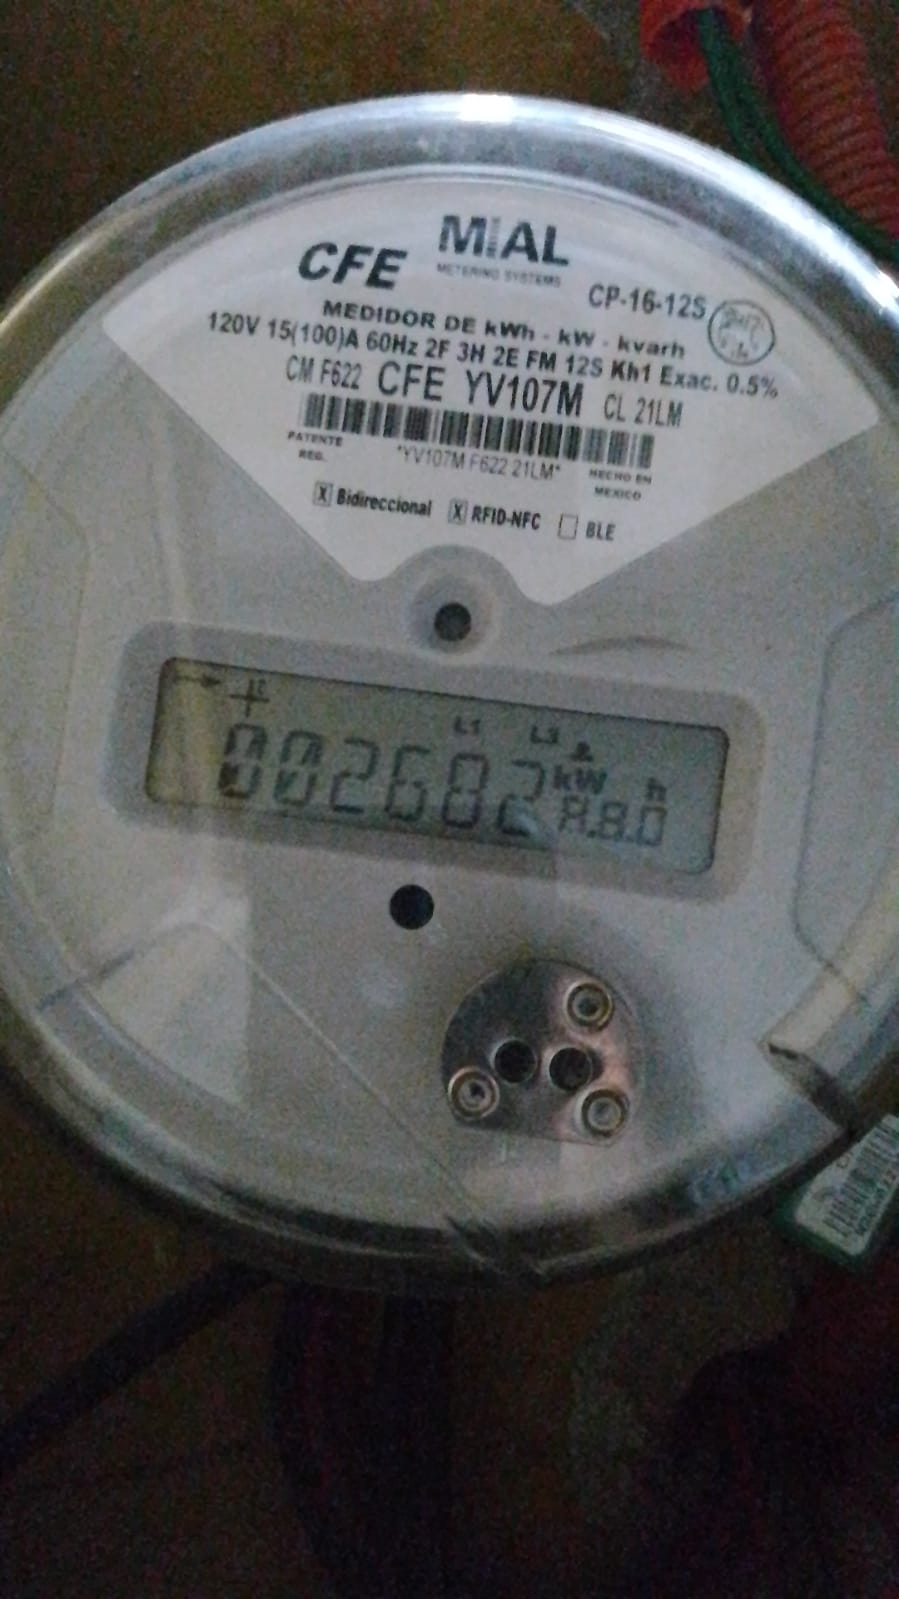 MIAL
METERING SYSTEMS
CFE
CP-16-12S
MEDIDOR DE kWh - kW - kvarh
120V 15(100)A 60Hz 2F 3H 2E FM 12S Kh1 Exac. 0.5%
CM F622 CFE YV107M CL 21LM
PATENTE REG.
*YV107M F622 21LM*
HECHO EN MEXICO
X Bidireccional X RFID-NFC BLE
L1 L3
002682 kW h